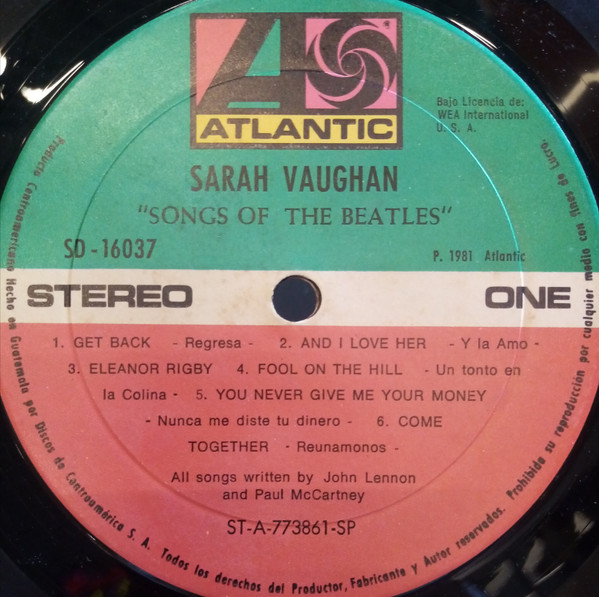 ATLANTIC
Bajo Licencia de:
WEA International
U. S. A.
SARAH VAUGHAN
"SONGS OF THE BEATLES"
SD-16037
P. 1981 Atlantic
STEREO
ONE
1. GET BACK - Regresa - 2. AND I LOVE HER - Y la Amo -
3. ELEANOR RIGBY 4. FOOL ON THE HILL - Un tonto en
la Colina - 5. YOU NEVER GIVE ME YOUR MONEY
- Nunca me diste tu dinero - 6. COME
TOGETHER - Reunamonos -
All songs written by John Lennon
and Paul McCartney
ST-A-773861-SP
Producto Centroamericano Hecho en Guatemala por Discos de Centroamérica S. A. Todos los derechos del Productor, Fabricante y Autor reservados. Prohibida su reproducción por cualquier medio con fines de Lucro.